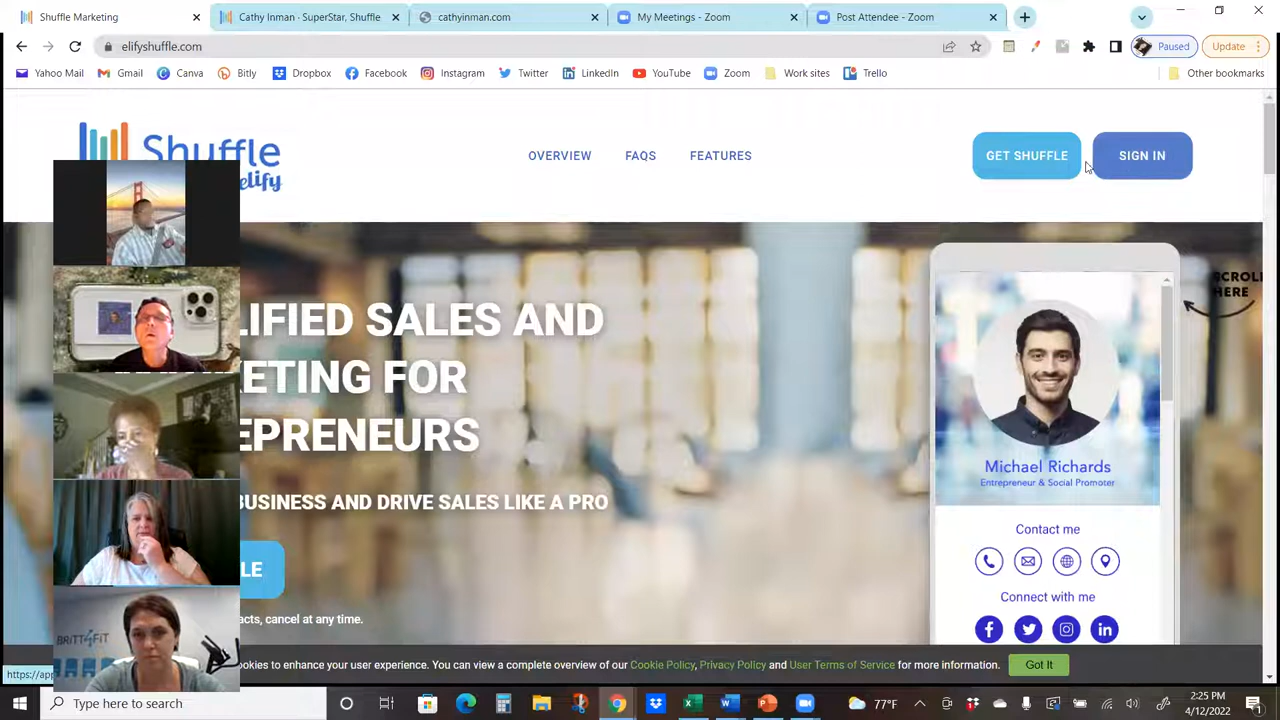 Shuffle Marketing
Cathy Inman - SuperStar, Shuffle
cathyinman.com
My Meetings - Zoom
Post Attendee - Zoom
elifyshuffle.com
Paused
Update
Yahoo Mail
Gmail
Canva
Bitly
Dropbox
Facebook
Instagram
Twitter
LinkedIn
YouTube
Zoom
Work sites
Trello
Other bookmarks
Shuffle
elify
OVERVIEW
FAQS
FEATURES
GET SHUFFLE
SIGN IN
LIFIED SALES AND
ETING FOR
EPRENEURS
BUSINESS AND DRIVE SALES LIKE A PRO
LE
acts, cancel at any time.
SCROLL
HERE
Michael Richards
Entrepreneur & Social Promoter
Contact me
Connect with me
BRITT4FIT
ookies to enhance your user experience. You can view a complete overview of our Cookie Policy, Privacy Policy and User Terms of Service for more information.
Got It
https://app
Type here to search
77°F
2:25 PM
4/12/2022